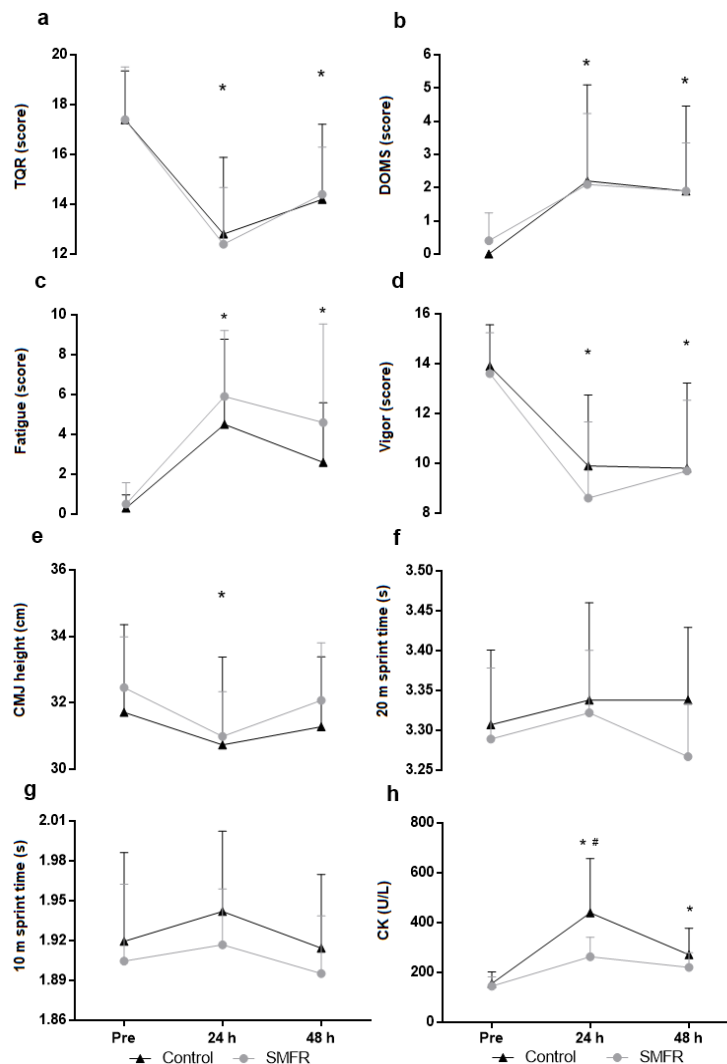 a
20
18
16
14
12
TQR (score)
*
*
b
6
5
4
3
2
1
0
DOMS (score)
*
*
c
10
8
6
4
2
0
Fatigue (score)
*
*
d
16
14
12
10
8
Vigor (score)
*
*
e
36
34
32
30
CMJ height (cm)
*
f
3.50
3.45
3.40
3.35
3.30
3.25
20 m sprint time (s)
g
2.01
1.98
1.95
1.92
1.89
1.86
10 m sprint time (s)
Pre 24 h 48 h
Control SMFR
h
800
600
400
200
0
CK (U/L)
* #
*
Pre 24 h 48 h
Control SMFR